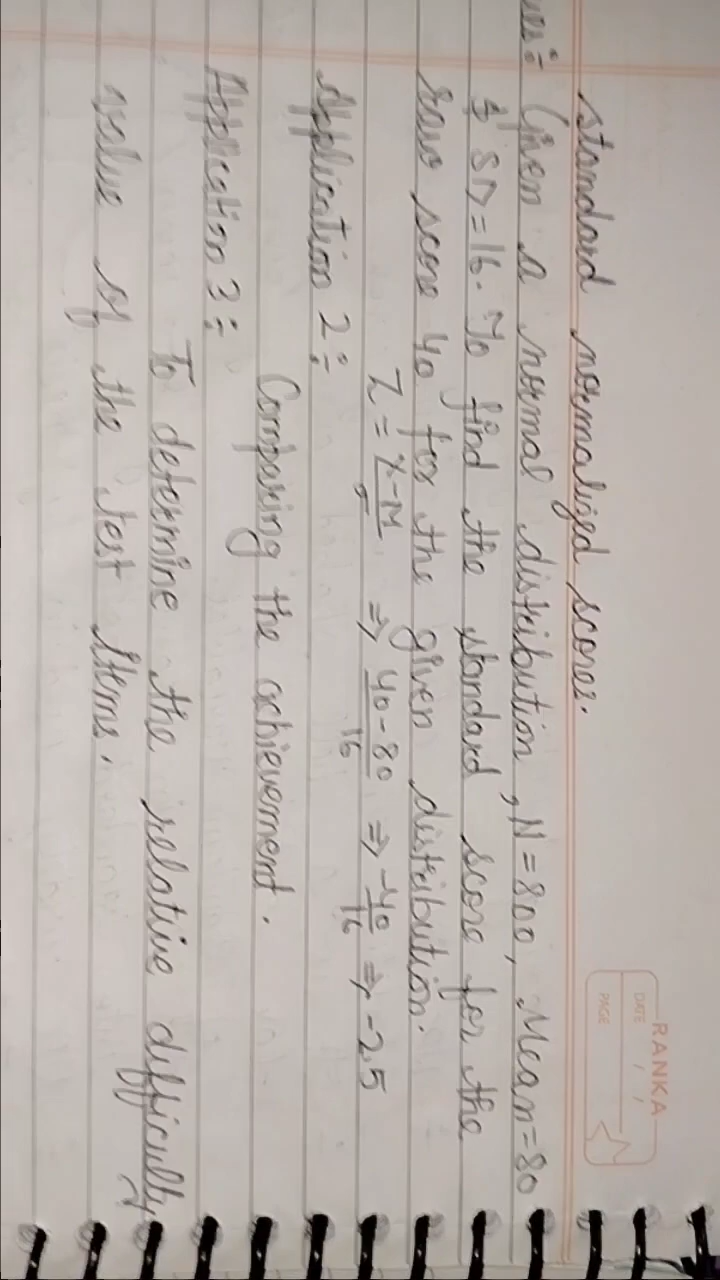 RANKA
DATE / /
PAGE
standard normalized scores.
Given a normal distribution, N=800, Mean=80
& SD=16. To find the standard score for the
raw score 40 for the given distribution.
Z = X-M/σ ⇒ 40-80/16 ⇒ -40/16 ⇒ -2.5
Application 2:-
Comparing the achievement.
Application 3:-
To determine the relative difficulty
value of the test items.